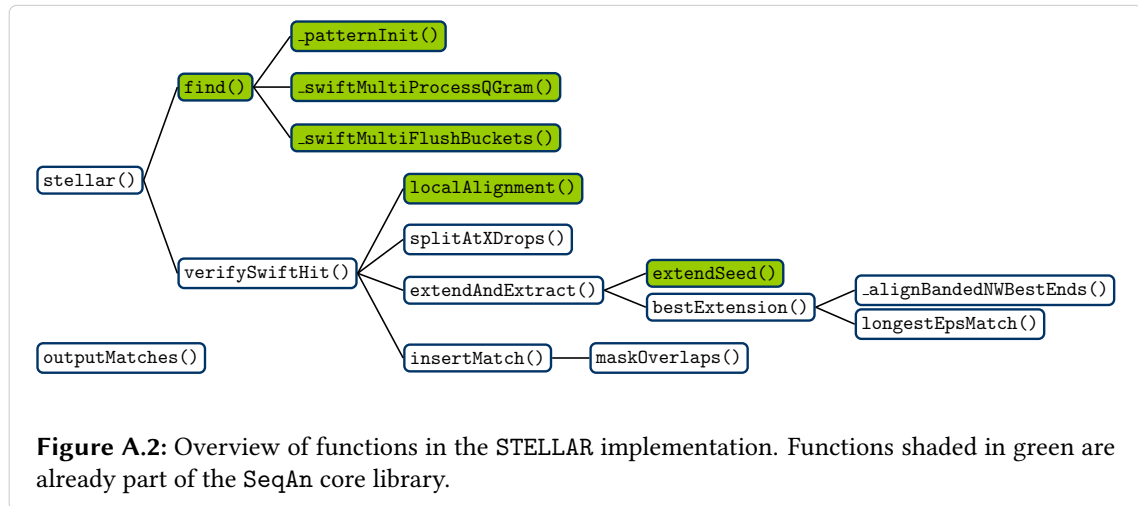 _patternInit()
find()
_swiftMultiProcessQGram()
_swiftMultiFlushBuckets()
stellar()
localAlignment()
splitAtXDrops()
verifySwiftHit()
extendSeed()
extendAndExtract()
_alignBandedNWBestEnds()
bestExtension()
longestEpsMatch()
outputMatches()
insertMatch()
maskOverlaps()
Figure A.2: Overview of functions in the STELLAR implementation. Functions shaded in green are
already part of the SeqAn core library.